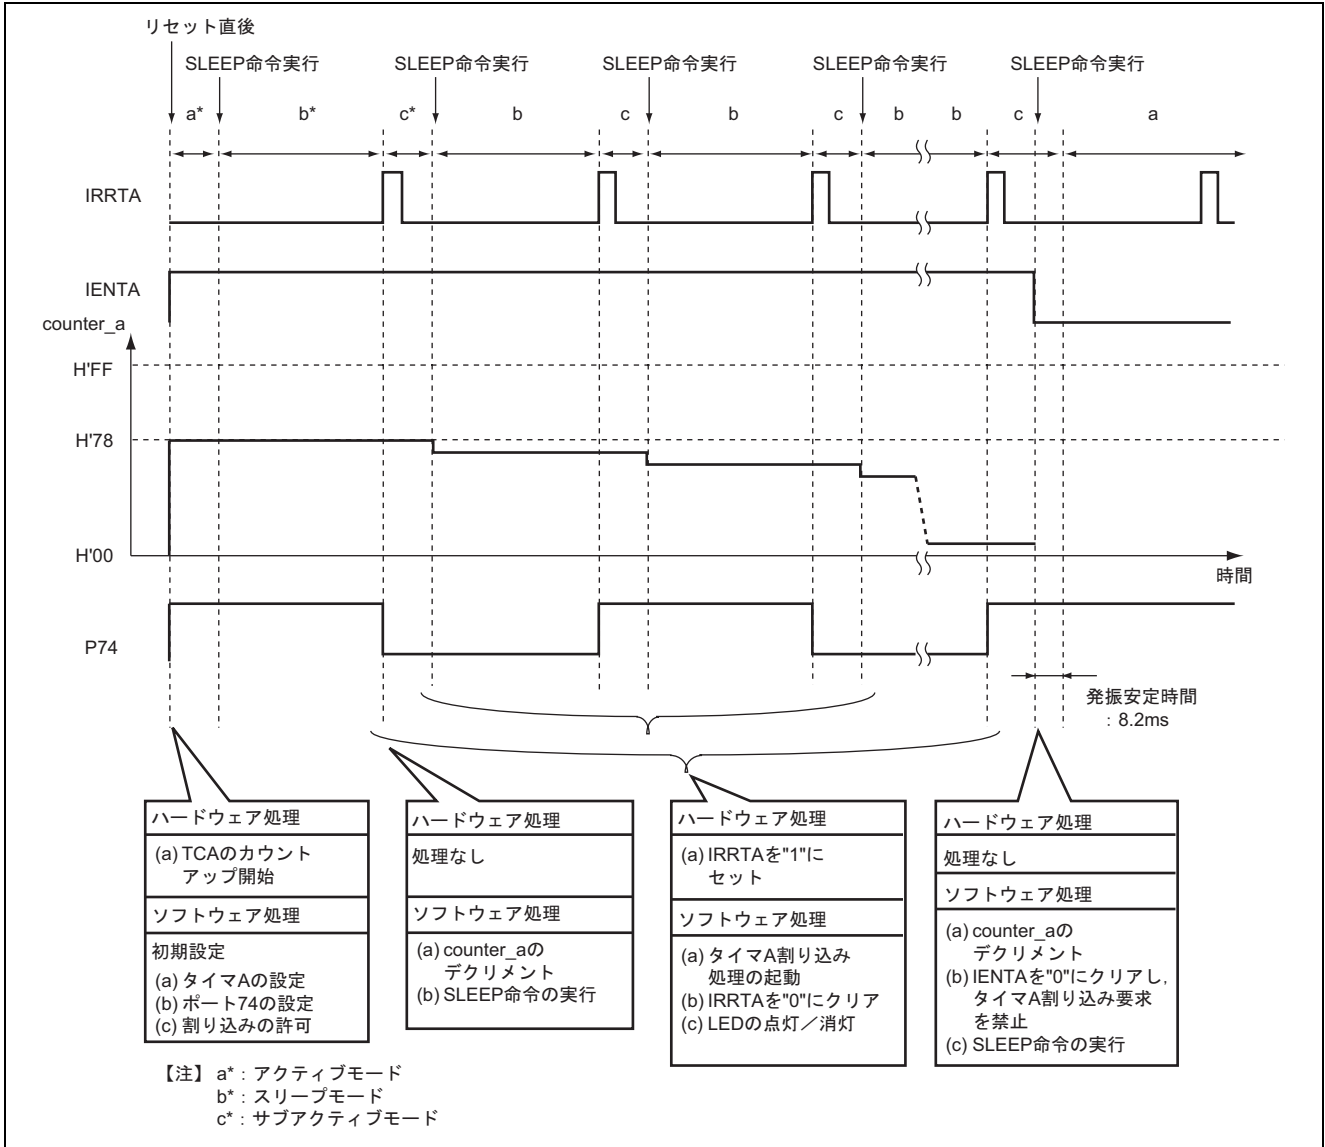 リセット直後
SLEEP命令実行 SLEEP命令実行 SLEEP命令実行 SLEEP命令実行 SLEEP命令実行
a* b* c* b c b c b b c a
IRRTA
IENTA
counter_a
H'FF
H'78
H'00
時間
P74
発振安定時間
: 8.2ms
ハードウェア処理
(a) TCAのカウント
アップ開始
ソフトウェア処理
初期設定
(a) タイマAの設定
(b) ポート74の設定
(c) 割り込みの許可
ハードウェア処理
処理なし
ソフトウェア処理
(a) counter_aの
デクリメント
(b) SLEEP命令の実行
ハードウェア処理
(a) IRRTAを"1"に
セット
ソフトウェア処理
(a) タイマA割り込み
処理の起動
(b) IRRTAを"0"にクリア
(c) LEDの点灯/消灯
ハードウェア処理
処理なし
ソフトウェア処理
(a) counter_aの
デクリメント
(b) IENTAを"0"にクリアし,
タイマA割り込み要求
を禁止
(c) SLEEP命令の実行
【注】 a* : アクティブモード
b* : スリープモード
c* : サブアクティブモード